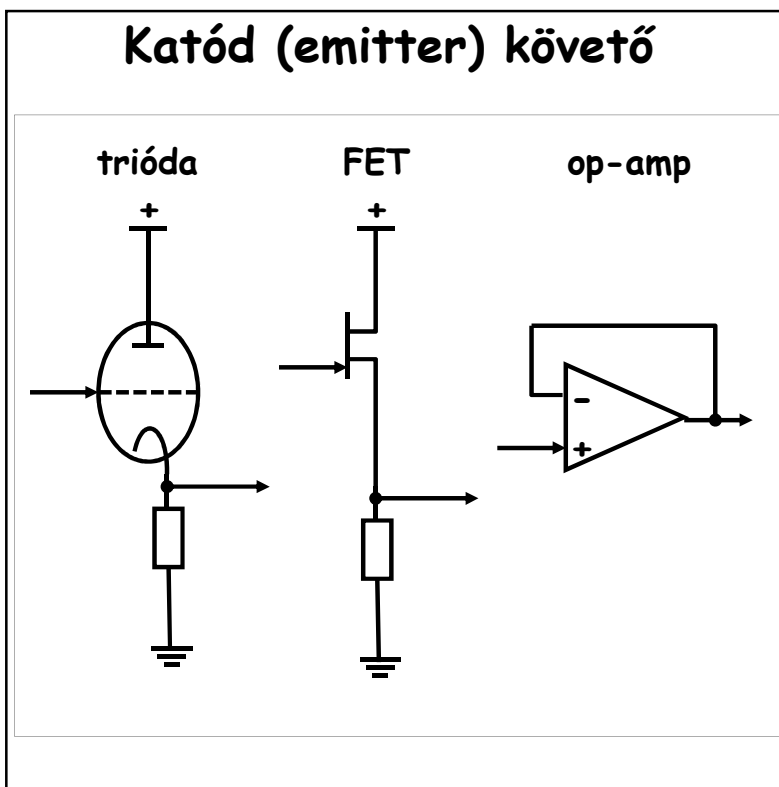 Katód (emitter) követő
trióda FET op-amp
+ +
-
+